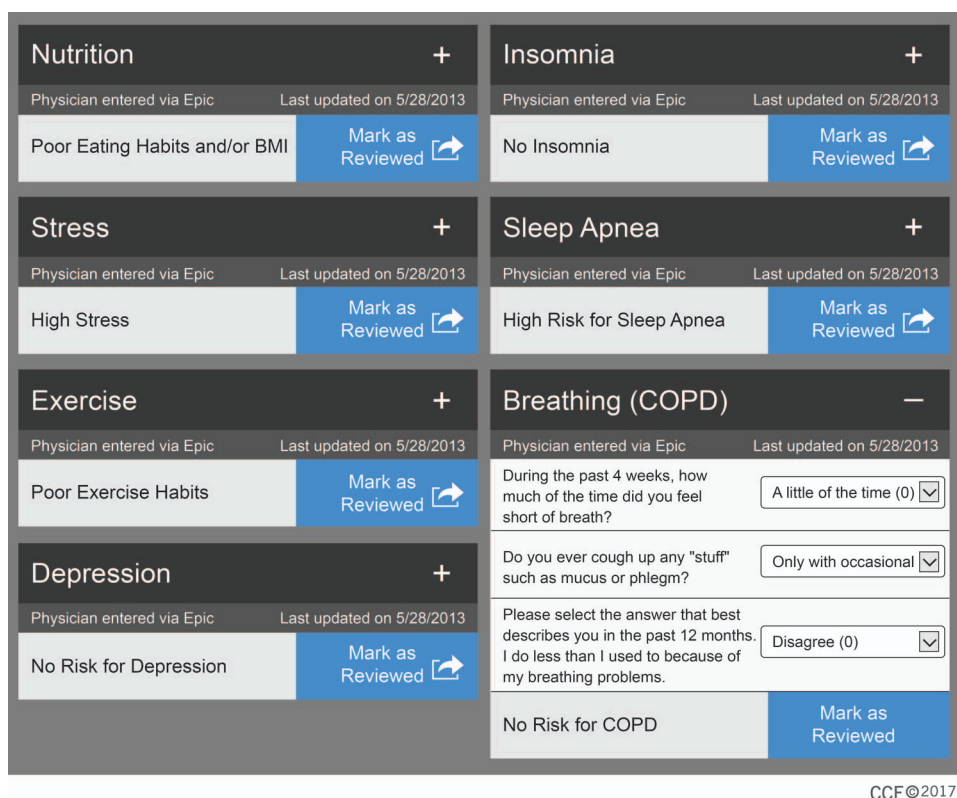 Nutrition +
Physician entered via Epic Last updated on 5/28/2013
Poor Eating Habits and/or BMI
Mark as
Reviewed
Stress +
Physician entered via Epic Last updated on 5/28/2013
High Stress
Mark as
Reviewed
Exercise +
Physician entered via Epic Last updated on 5/28/2013
Poor Exercise Habits
Mark as
Reviewed
Depression +
Physician entered via Epic Last updated on 5/28/2013
No Risk for Depression
Mark as
Reviewed
Insomnia +
Physician entered via Epic Last updated on 5/28/2013
No Insomnia
Mark as
Reviewed
Sleep Apnea +
Physician entered via Epic Last updated on 5/28/2013
High Risk for Sleep Apnea
Mark as
Reviewed
Breathing (COPD) −
Physician entered via Epic Last updated on 5/28/2013
During the past 4 weeks, how
much of the time did you feel
short of breath?
A little of the time (0)
Do you ever cough up any "stuff"
such as mucus or phlegm?
Only with occasional
Please select the answer that best
describes you in the past 12 months.
I do less than I used to because of
my breathing problems.
Disagree (0)
No Risk for COPD
Mark as
Reviewed
CCF©2017